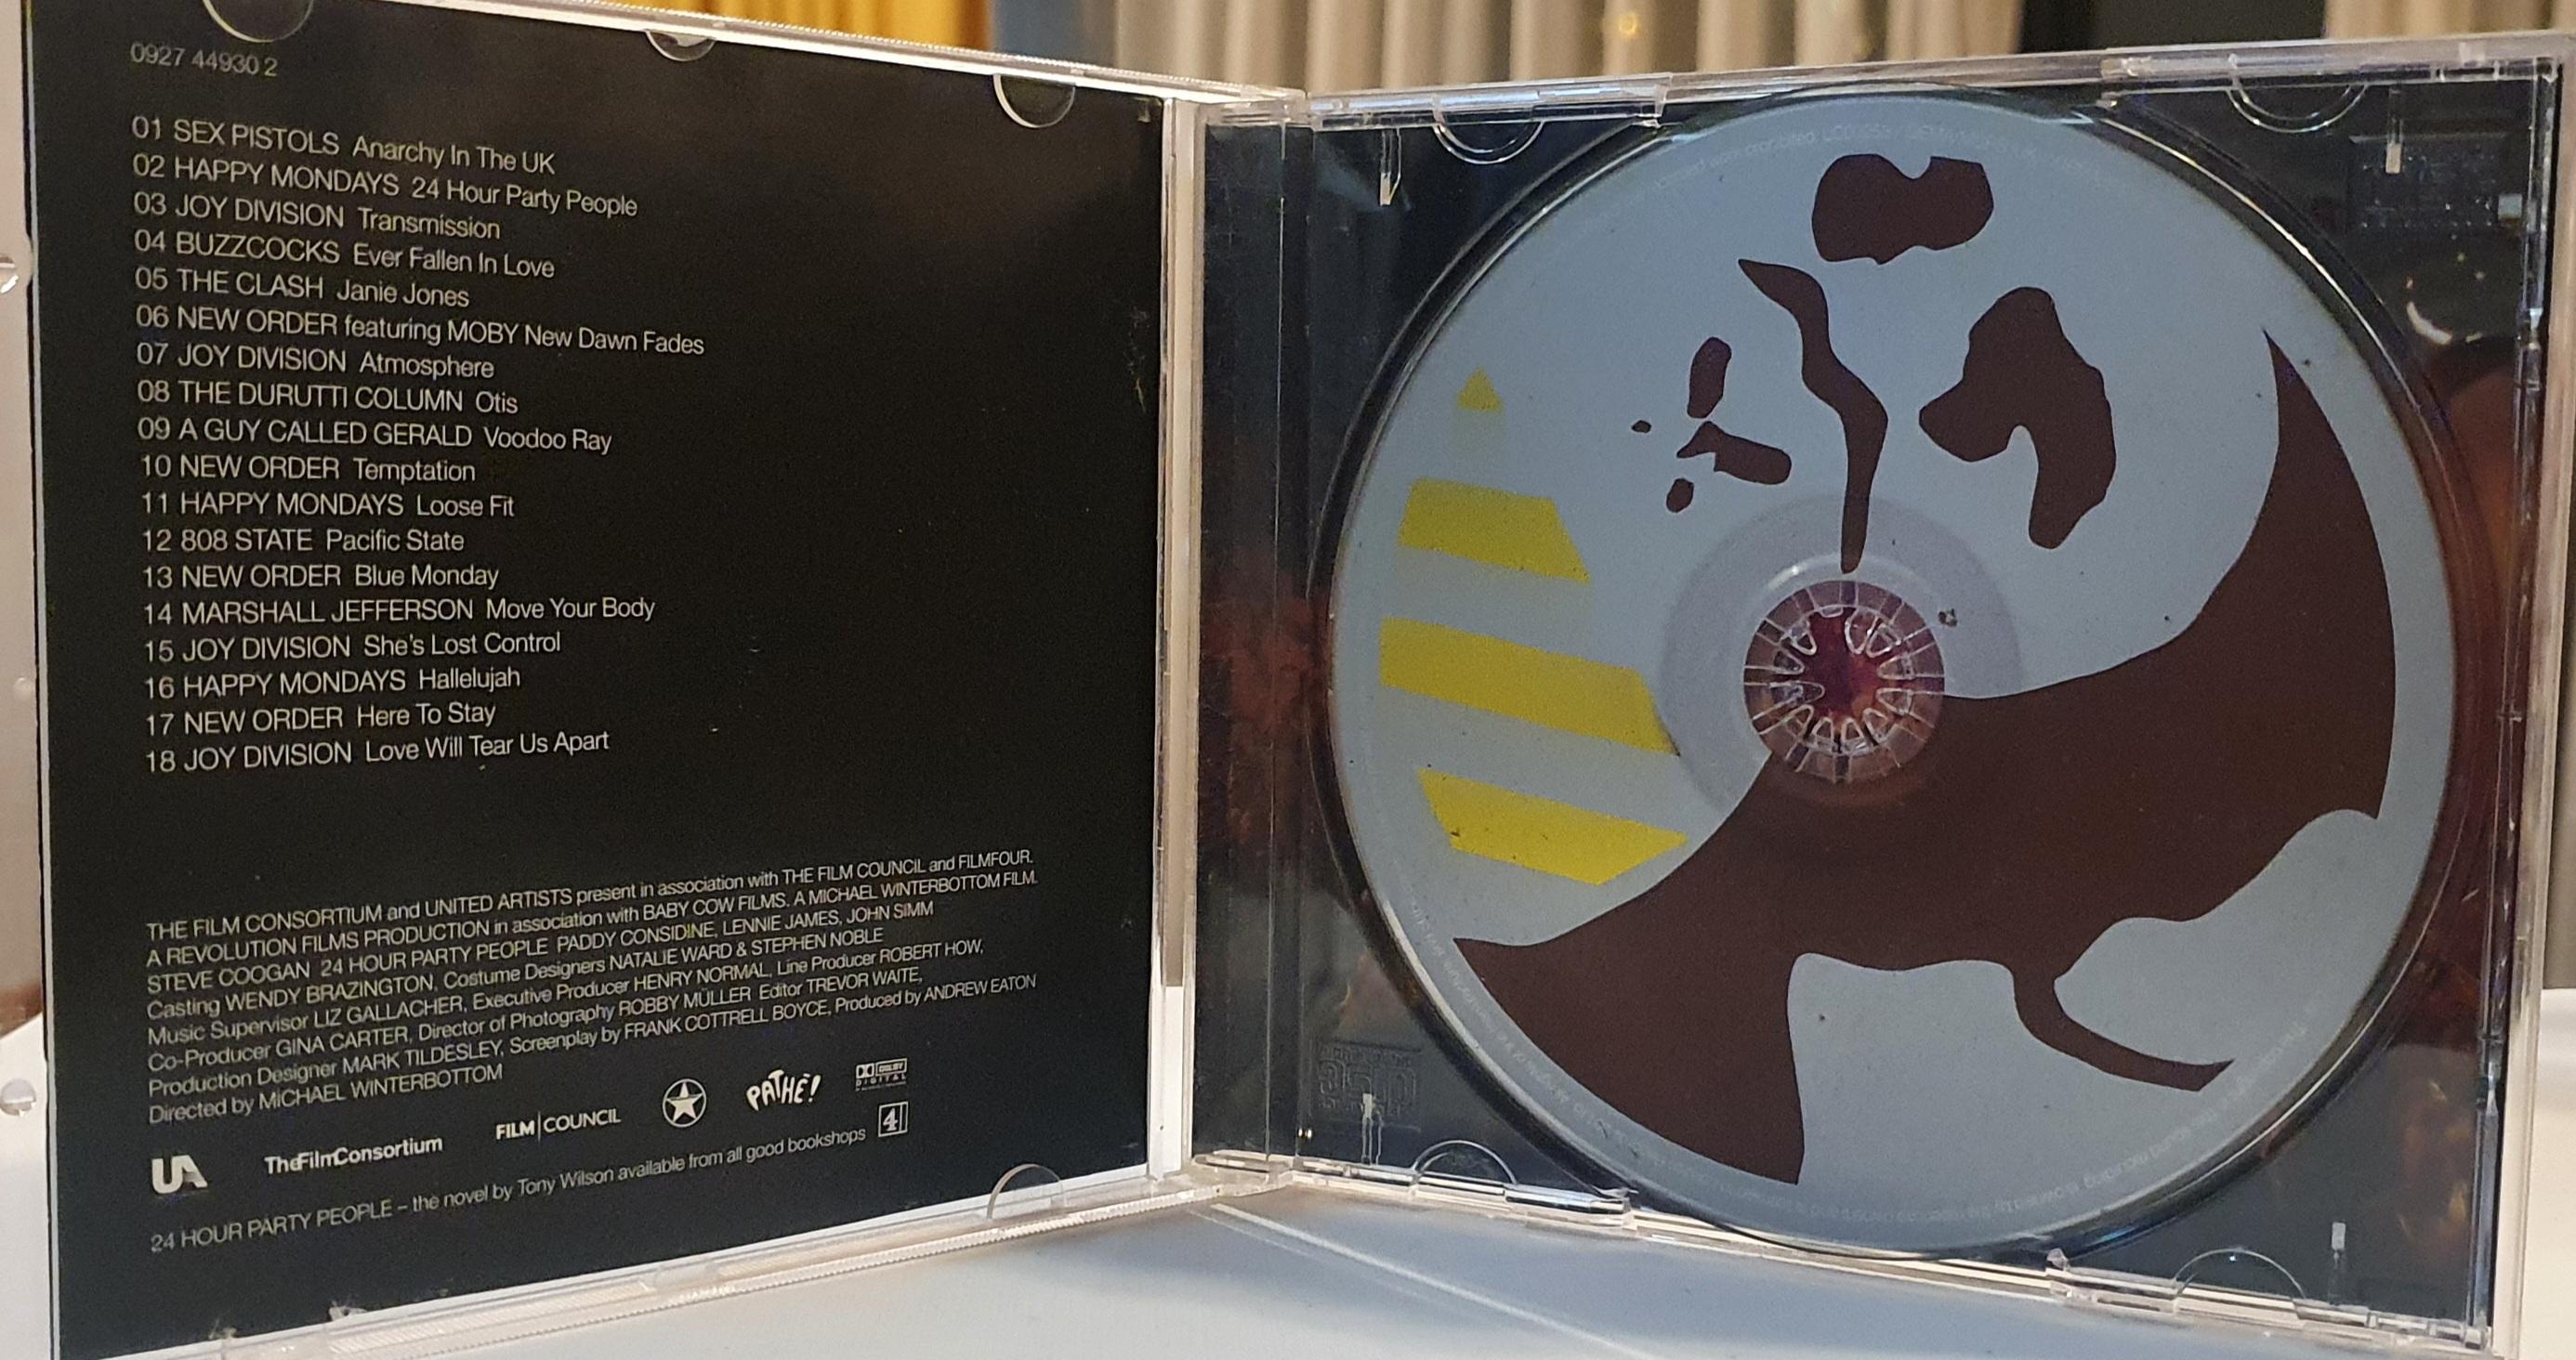 0927 44930 2
01 SEX PISTOLS Anarchy In The UK
02 HAPPY MONDAYS 24 Hour Party People
03 JOY DIVISION Transmission
04 BUZZCOCKS Ever Fallen In Love
05 THE CLASH Janie Jones
06 NEW ORDER featuring MOBY New Dawn Fades
07 JOY DIVISION Atmosphere
08 THE DURUTTI COLUMN Otis
09 A GUY CALLED GERALD Voodoo Ray
10 NEW ORDER Temptation
11 HAPPY MONDAYS Loose Fit
12 808 STATE Pacific State
13 NEW ORDER Blue Monday
14 MARSHALL JEFFERSON Move Your Body
15 JOY DIVISION She's Lost Control
16 HAPPY MONDAYS Hallelujah
17 NEW ORDER Here To Stay
18 JOY DIVISION Love Will Tear Us Apart
THE FILM CONSORTIUM and UNITED ARTISTS present in association with THE FILM COUNCIL and FILMFOUR.
A REVOLUTION FILMS PRODUCTION in association with BABY COW FILMS. A MICHAEL WINTERBOTTOM FILM.
STEVE COOGAN 24 HOUR PARTY PEOPLE PADDY CONSIDINE, LENNIE JAMES, JOHN SIMM
Casting WENDY BRAZINGTON, Costume Designers NATALIE WARD & STEPHEN NOBLE
Music Supervisor LIZ GALLACHER, Executive Producer HENRY NORMAL, Line Producer ROBERT HOW,
Co-Producer GINA CARTER, Director of Photography ROBBY MÜLLER Editor TREVOR WAITE,
Production Designer MARK TILDESLEY, Screenplay by FRANK COTTRELL BOYCE, Produced by ANDREW EATON
Directed by MICHAEL WINTERBOTTOM
UA TheFilmConsortium FILM|COUNCIL PATHE! DOLBY DIGITAL
4
24 HOUR PARTY PEOPLE – the novel by Tony Wilson available from all good bookshops